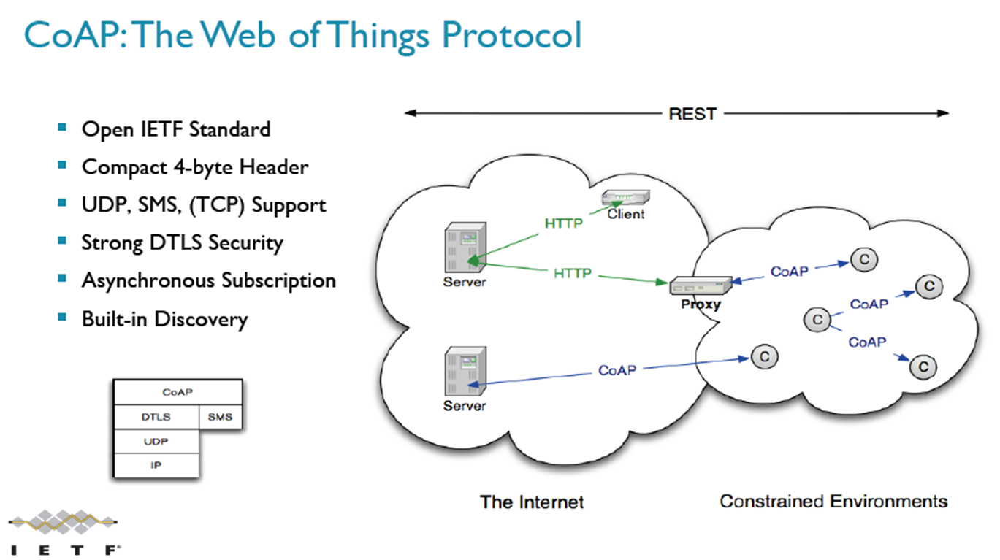 CoAP: The Web of Things Protocol
Open IETF Standard
Compact 4-byte Header
UDP, SMS, (TCP) Support
Strong DTLS Security
Asynchronous Subscription
Built-in Discovery
CoAP
DTLS SMS
UDP
IP
I E T F®
REST
Client
HTTP
Server
HTTP
Proxy
CoAP
C
C
CoAP
C
CoAP
C
C
CoAP
Server
The Internet
Constrained Environments